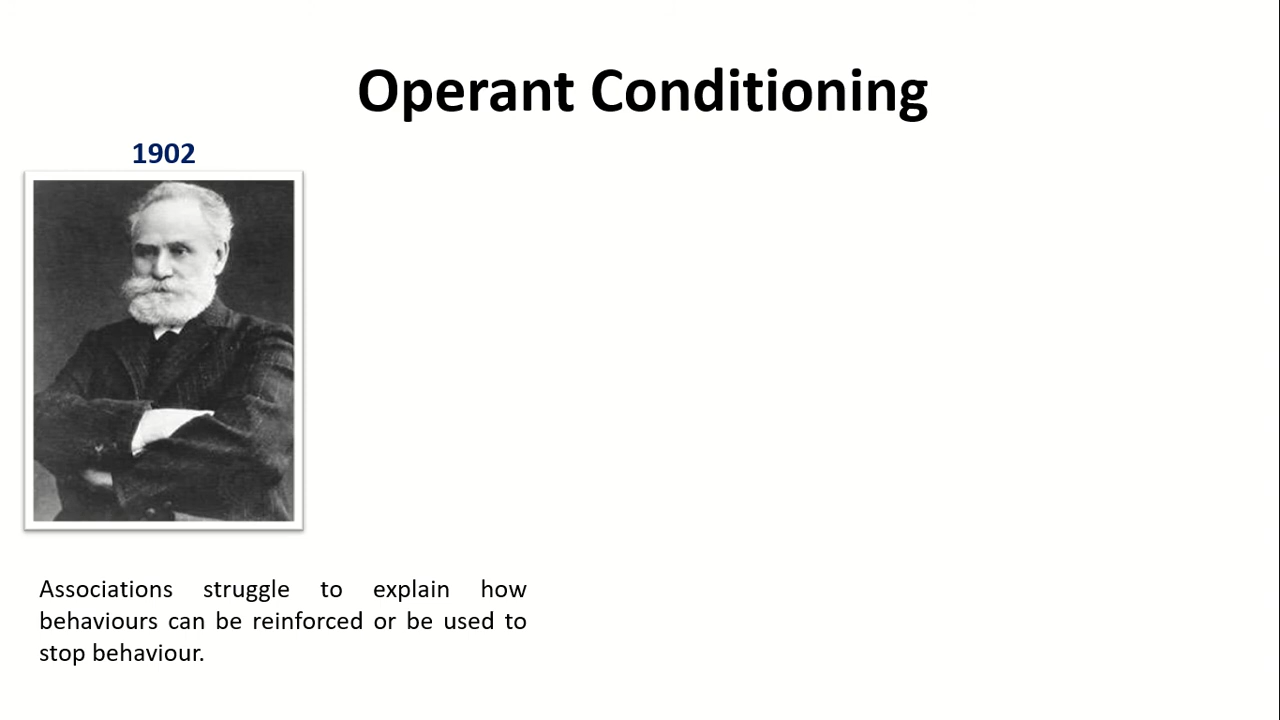 Operant Conditioning
1902
Associations struggle to explain how
behaviours can be reinforced or be used to
stop behaviour.